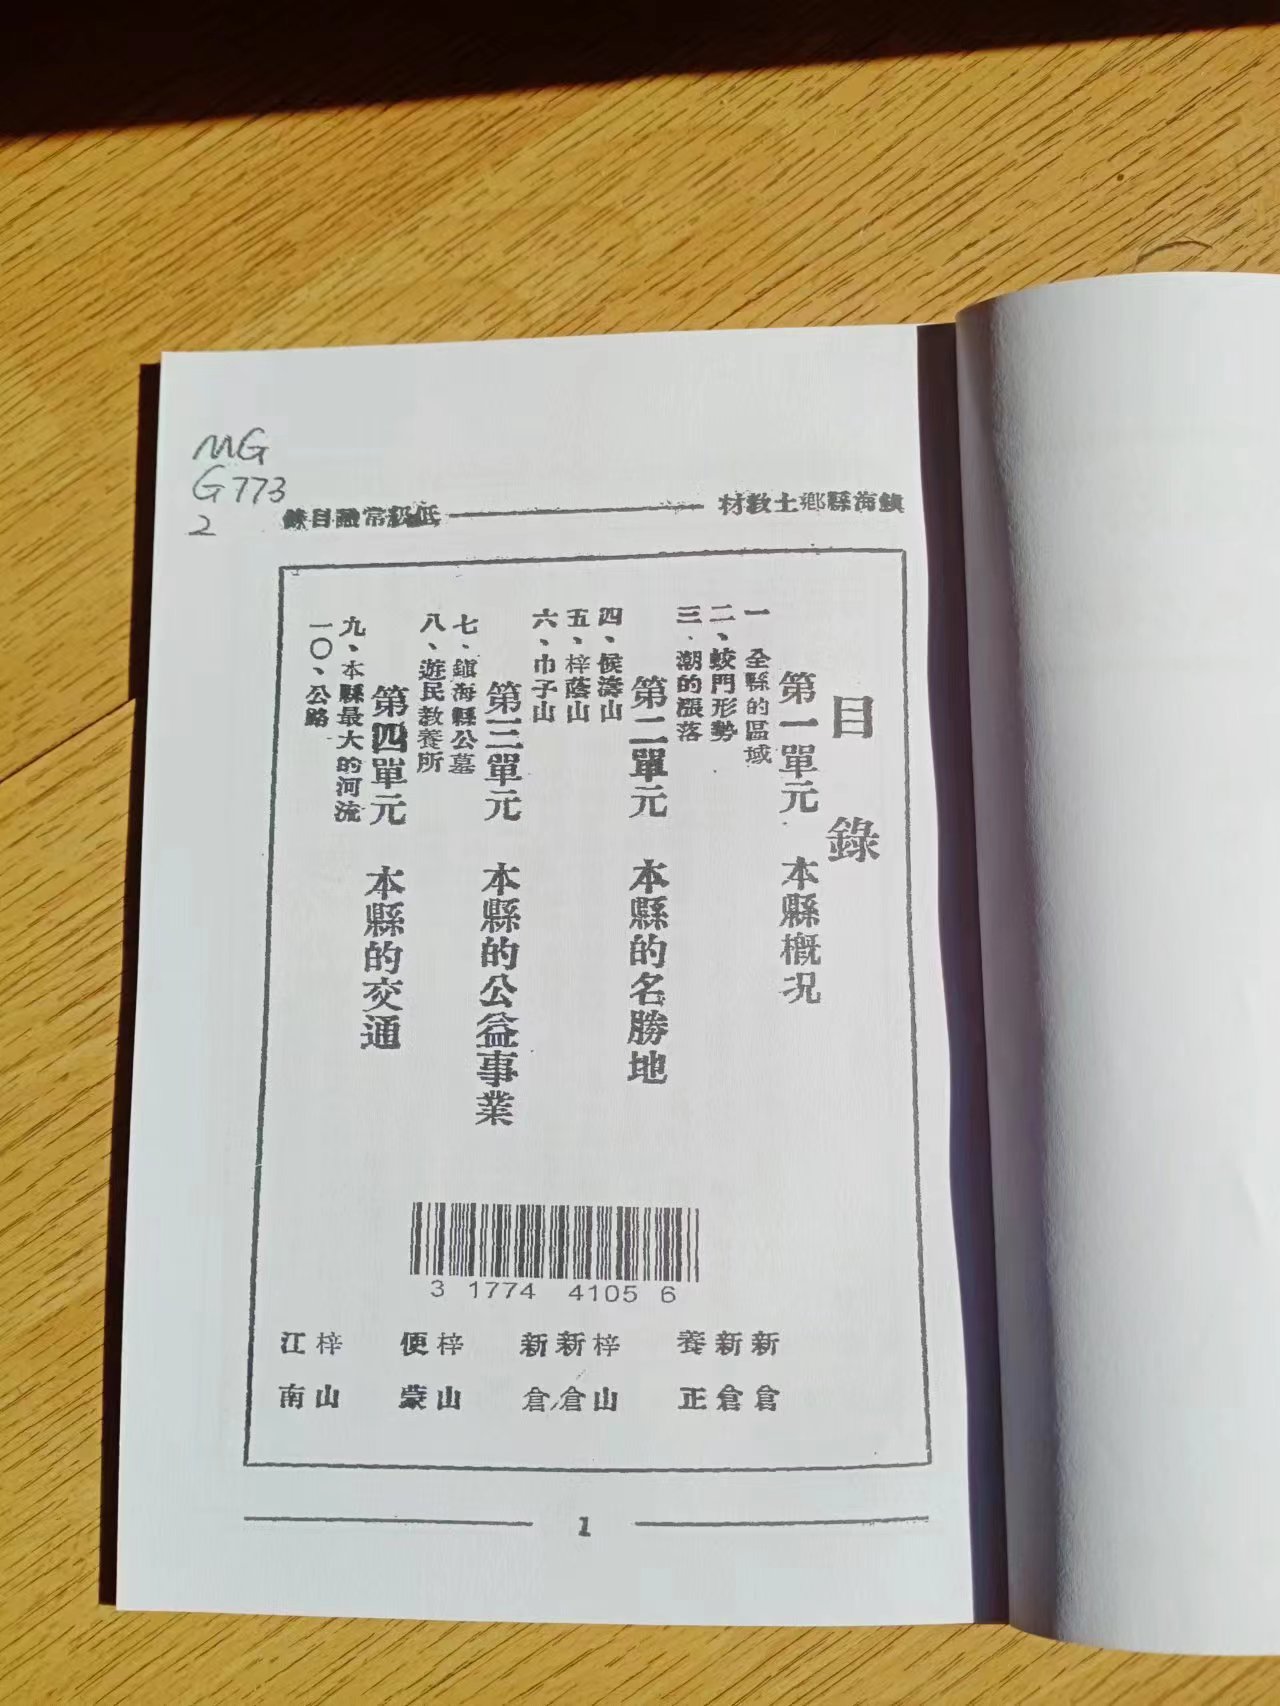 MG
G773
2
鎮海縣鄉土教材
低級常識目錄
目錄
第一單元 本縣概況
一 全縣的區域 新倉
二、蛟門形勢 新倉
三、潮的漲落 養正
第二單元 本縣的名勝地
四、候濤山 梓山
五、梓蔭山 新倉
六、巾子山 新倉
第三單元 本縣的公益事業
七、鎮海縣公墓 梓山
八、遊民教養所 便蒙
第四單元 本縣的交通
九、本縣最大的河流 梓山
一〇、公路 江南
3 1774 4105 6
1